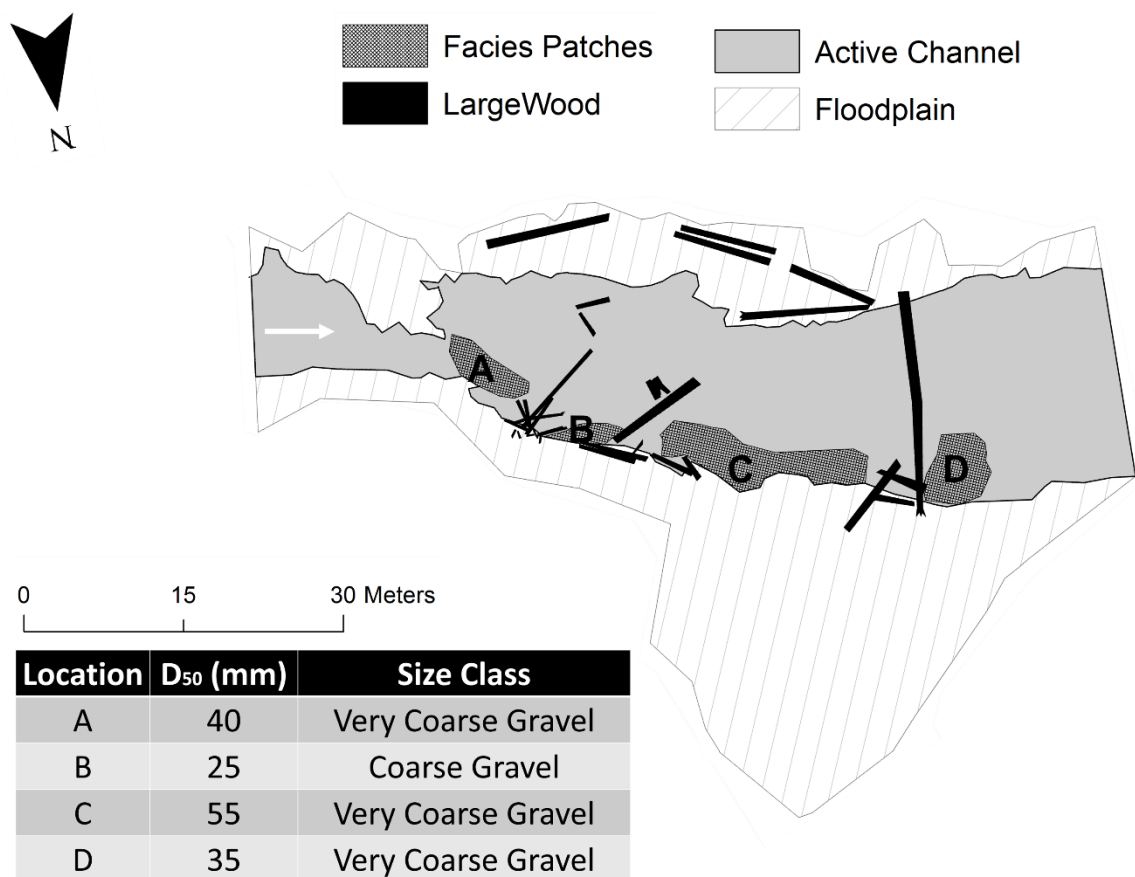 Facies Patches
Active Channel
LargeWood
Floodplain
N
A
B
C
D
0 15 30 Meters
Location D₅₀ (mm) Size Class
A 40 Very Coarse Gravel
B 25 Coarse Gravel
C 55 Very Coarse Gravel
D 35 Very Coarse Gravel